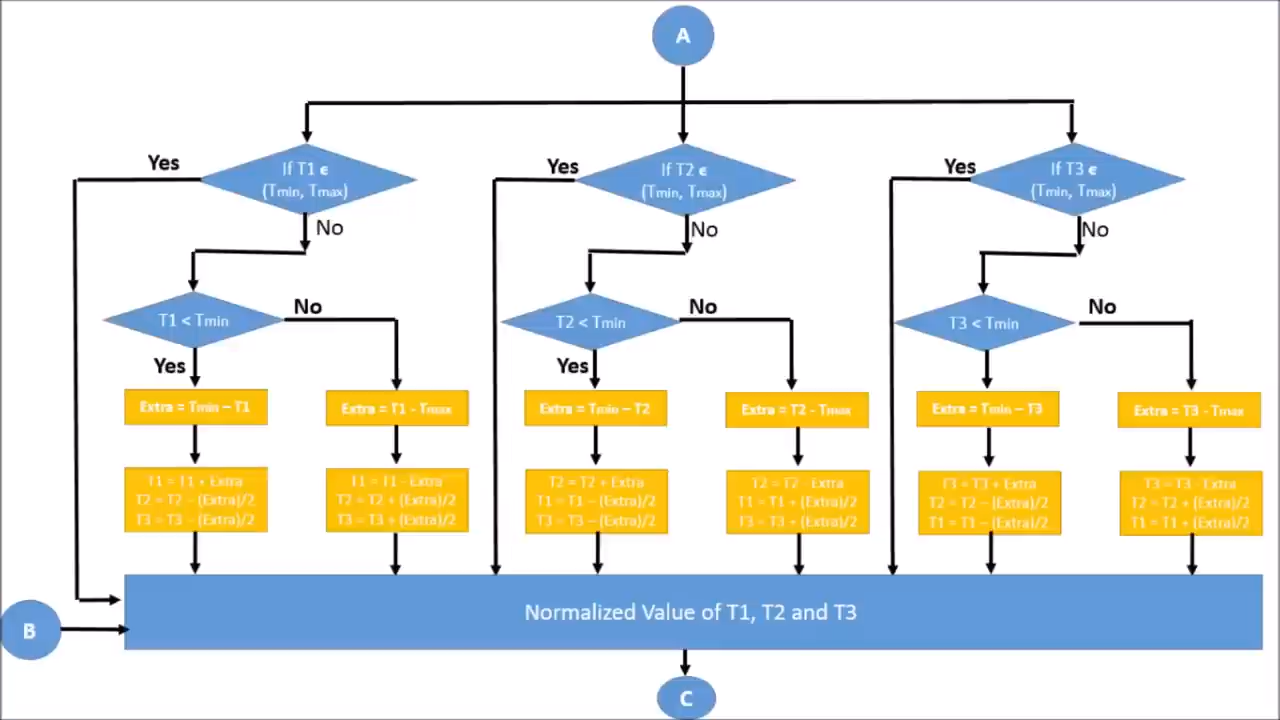 A
Yes
If T1 ϵ
(Tmin, Tmax)
No
Yes
If T2 ϵ
(Tmin, Tmax)
No
Yes
If T3 ϵ
(Tmin, Tmax)
No
T1 < Tmin
No
Yes
T2 < Tmin
No
Yes
T3 < Tmin
No
Extra = Tmin – T1
Extra = T1 - Tmax
Extra = Tmin – T2
Extra = T2 - Tmax
Extra = Tmin – T3
Extra = T3 - Tmax
T1 = T1 + Extra
T2 = T2 – (Extra)/2
T3 = T3 – (Extra)/2
T1 = T1 - Extra
T2 = T2 + (Extra)/2
T3 = T3 + (Extra)/2
T2 = T2 + Extra
T1 = T1 – (Extra)/2
T3 = T3 – (Extra)/2
T2 = T2 - Extra
T1 = T1 + (Extra)/2
T3 = T3 + (Extra)/2
T3 = T3 + Extra
T2 = T2 – (Extra)/2
T1 = T1 – (Extra)/2
T3 = T3 - Extra
T2 = T2 + (Extra)/2
T1 = T1 + (Extra)/2
B
Normalized Value of T1, T2 and T3
C